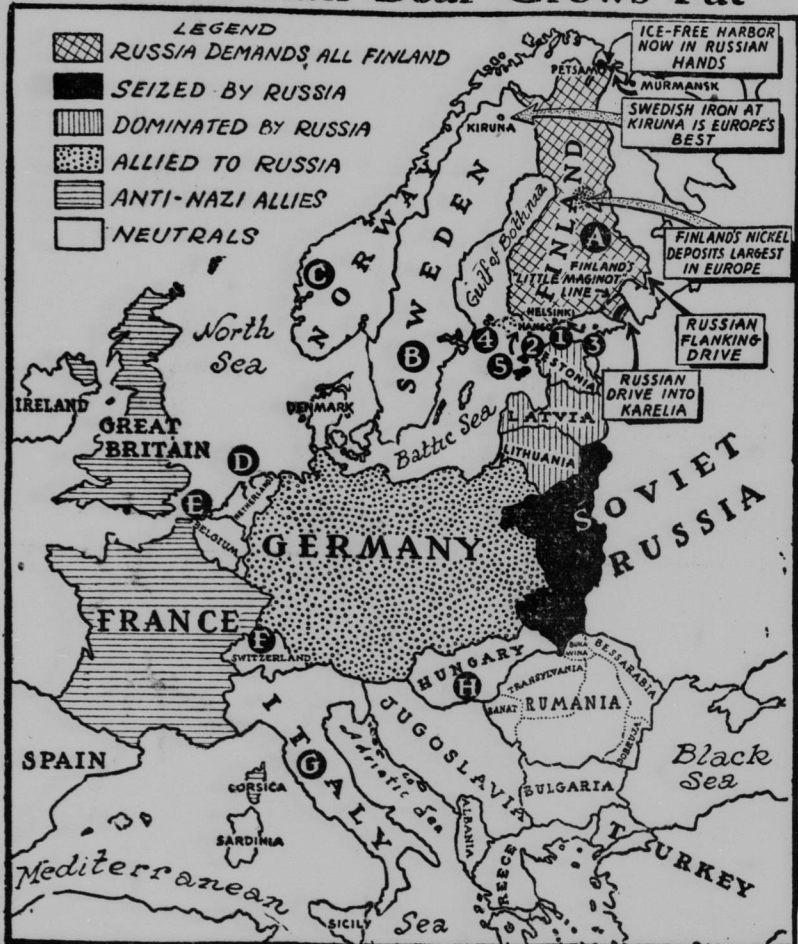 Bear Grows Fat
LEGEND
RUSSIA DEMANDS ALL FINLAND
SEIZED BY RUSSIA
DOMINATED BY RUSSIA
ALLIED TO RUSSIA
ANTI-NAZI ALLIES
NEUTRALS
ICE-FREE HARBOR
NOW IN RUSSIAN
HANDS
PETSAMO
MURMANSK
SWEDISH IRON AT
KIRUNA IS EUROPE'S
BEST
KIRUNA
FINLAND
A
FINLAND'S NICKEL
DEPOSITS LARGEST
IN EUROPE
FINLAND'S
"LITTLE MAGINOT"
LINE
RUSSIAN
FLANKING
DRIVE
RUSSIAN
DRIVE INTO
KARELIA
NORWAY
C
SWEDEN
B
Gulf of Bothnia
HELSINKI
HANGO
4
5
2
1
3
North
Sea
ESTONIA
LATVIA
LITHUANIA
Baltic Sea
DENMARK
IRELAND
GREAT
BRITAIN
D
NETHERLAND
E
BELGIUM
GERMANY
SOVIET
RUSSIA
FRANCE
F
SWITZERLAND
HUNGARY
H
BUKO
WINA
BESSARABIA
TRANSYLVANIA
BANAT
RUMANIA
DOBRUJA
ITALY
G
JUGOSLAVIA
Adriatic Sea
Black
Sea
SPAIN
CORSICA
SARDINIA
BULGARIA
ALBANIA
GREECE
TURKEY
Mediterranean
Sea
SICILY